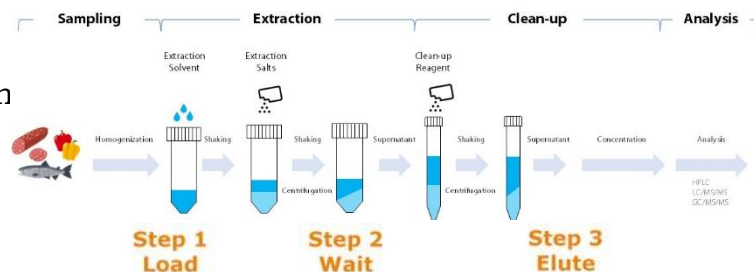 Sampling Extraction Clean-up Analysis
Extraction Solvent
Extraction Salts
Clean-up Reagent
n
Homogenization Shaking Shaking Supernatant Shaking Supernatant Concentration Analysis
Centrifugation Centrifugation
HPLC
LC/MS/MS
GC/MS/MS
Step 1 Step 2 Step 3
Load Wait Elute